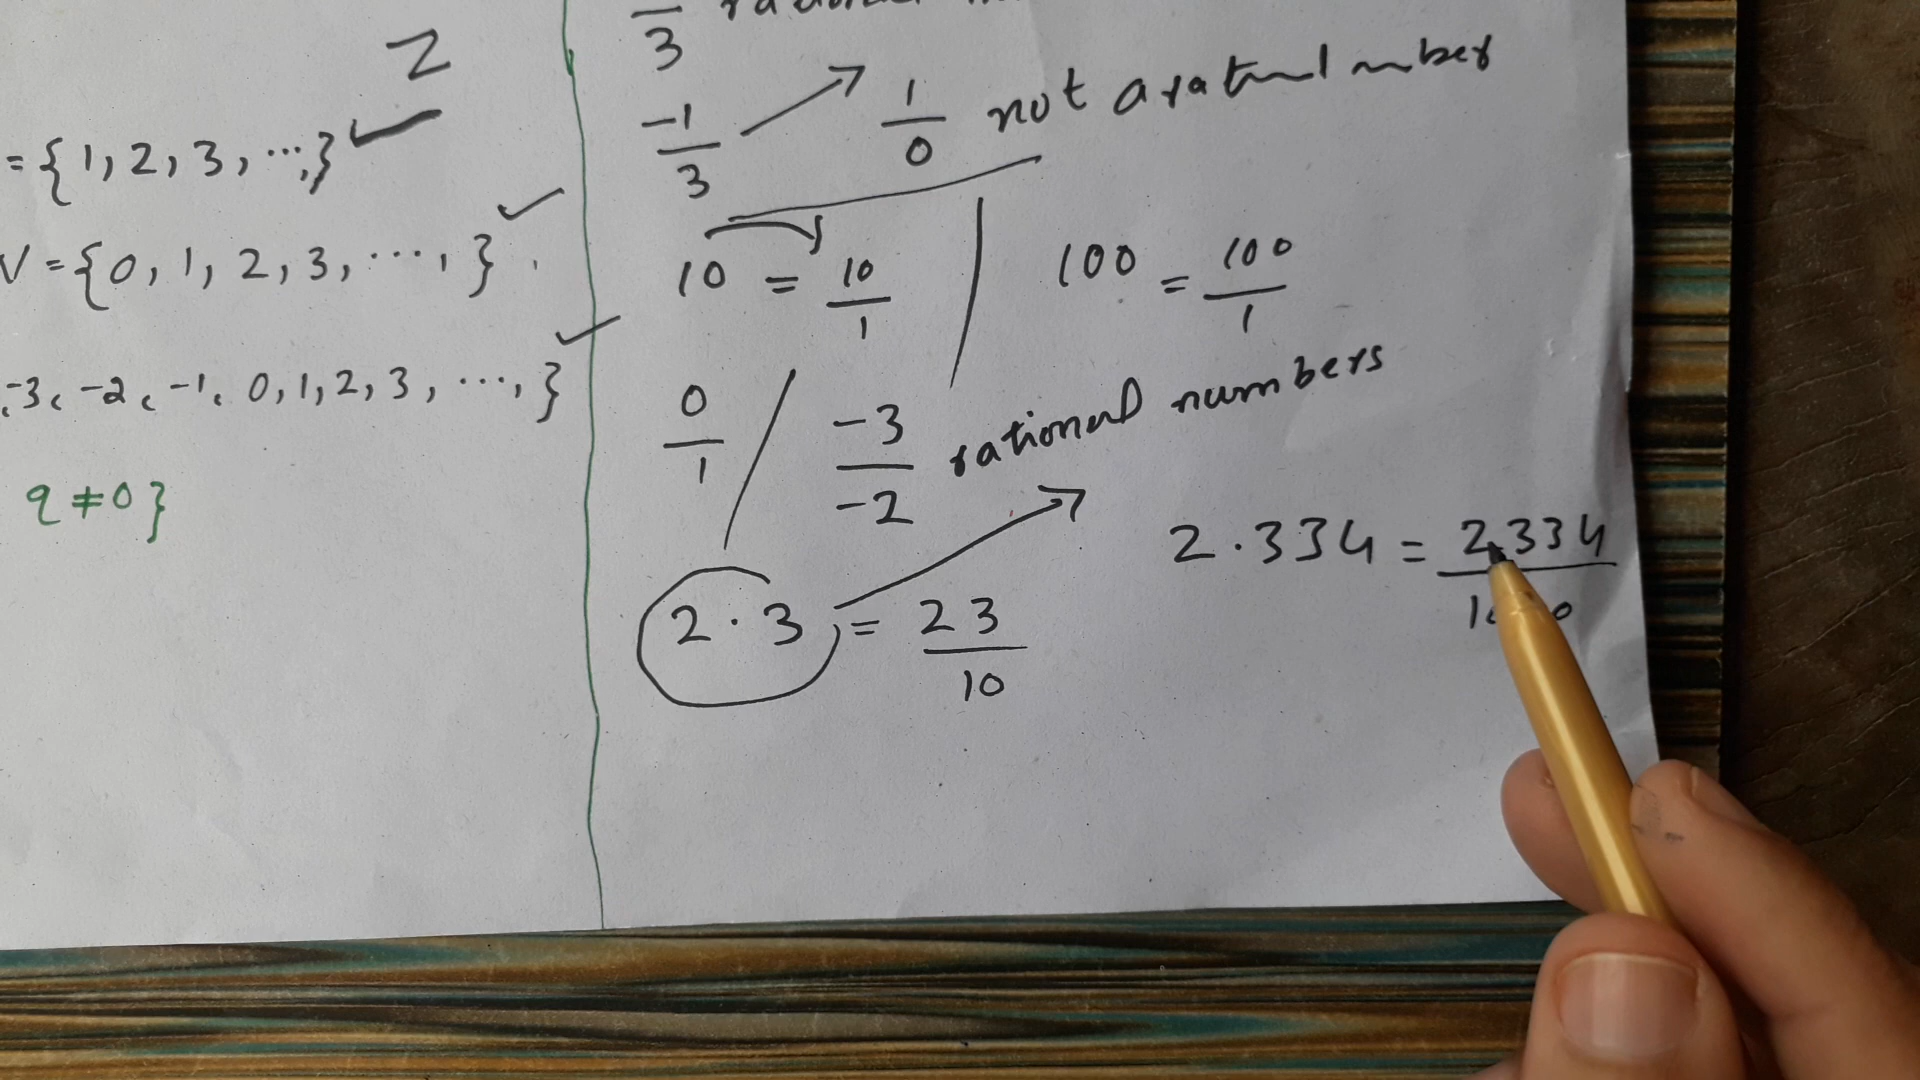 Z
= {1, 2, 3, ..., }
= {0, 1, 2, 3, ..., }
-3, -2, -1, 0, 1, 2, 3, ..., }
q ≠ 0}
3
-1/3
1/0 not a rational number
10 = 10/1
100 = 100/1
0/1
-3/-2 rational numbers
2.3 = 23/10
2.334 = 2334